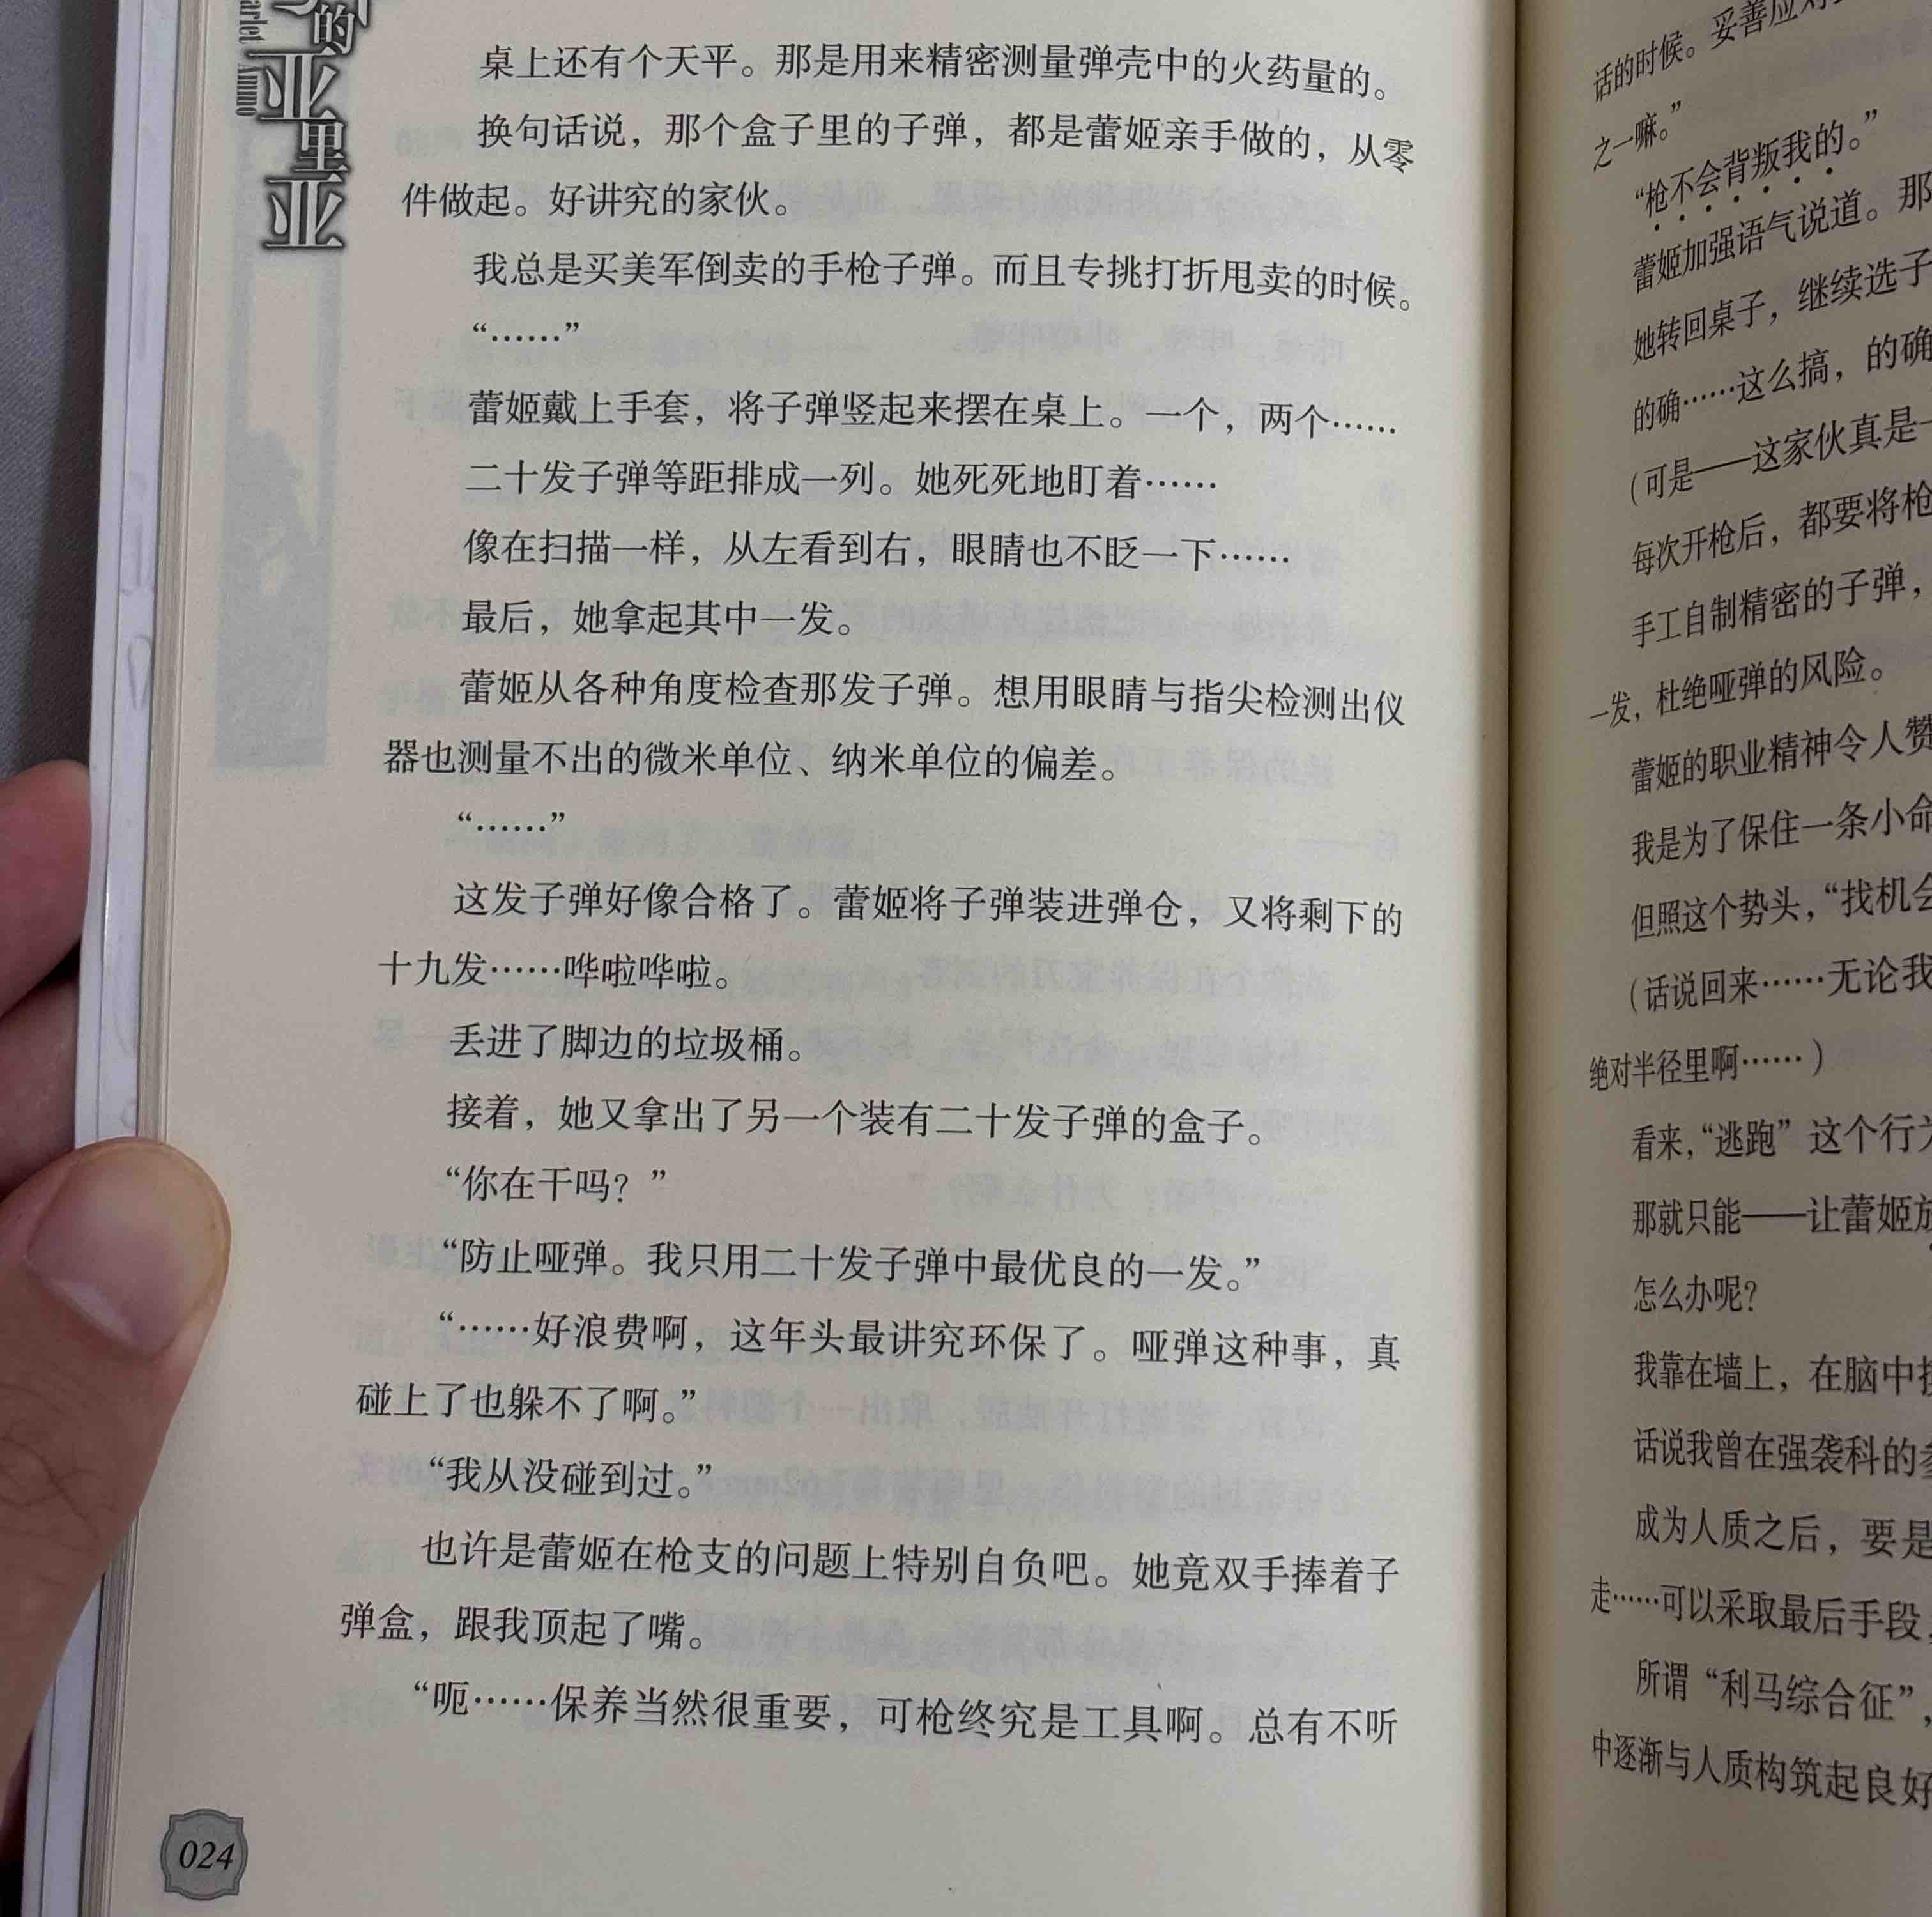 的
亚
里
亚
桌上还有个天平。那是用来精密测量弹壳中的火药量的。
换句话说，那个盒子里的子弹，都是蕾姬亲手做的，从零
件做起。好讲究的家伙。
我总是买美军倒卖的手枪子弹。而且专挑打折甩卖的时候。
“……”
蕾姬戴上手套，将子弹竖起来摆在桌上。一个，两个……
二十发子弹等距排成一列。她死死地盯着……
像在扫描一样，从左看到右，眼睛也不眨一下……
最后，她拿起其中一发。
蕾姬从各种角度检查那发子弹。想用眼睛与指尖检测出仪
器也测量不出的微米单位、纳米单位的偏差。
“……”
这发子弹好像合格了。蕾姬将子弹装进弹仓，又将剩下的
十九发……哗啦哗啦。
丢进了脚边的垃圾桶。
接着，她又拿出了另一个装有二十发子弹的盒子。
“你在干吗？”
“防止哑弹。我只用二十发子弹中最优良的一发。”
“……好浪费啊，这年头最讲究环保了。哑弹这种事，真
碰上了也躲不了啊。”
“我从没碰到过。”
也许是蕾姬在枪支的问题上特别自负吧。她竟双手捧着子
弹盒，跟我顶起了嘴。
“呃……保养当然很重要，可枪终究是工具啊。总有不听
024
话的时候。妥善应对
之一嘛。”
“枪不会背叛我的。”
蕾姬加强语气说道。那
她转回桌子，继续选子
的确……这么搞，的确
（可是——这家伙真是
每次开枪后，都要将枪
手工自制精密的子弹，
一发，杜绝哑弹的风险。
蕾姬的职业精神令人赞
我是为了保住一条小命
但照这个势头，“找机会
（话说回来……无论我
绝对半径里啊……）
看来，“逃跑”这个行为
那就只能——让蕾姬放
怎么办呢？
我靠在墙上，在脑中
话说我曾在强袭科的
成为人质之后，要是
走……可以采取最后手段，
所谓“利马综合征”，
中逐渐与人质构筑起良好